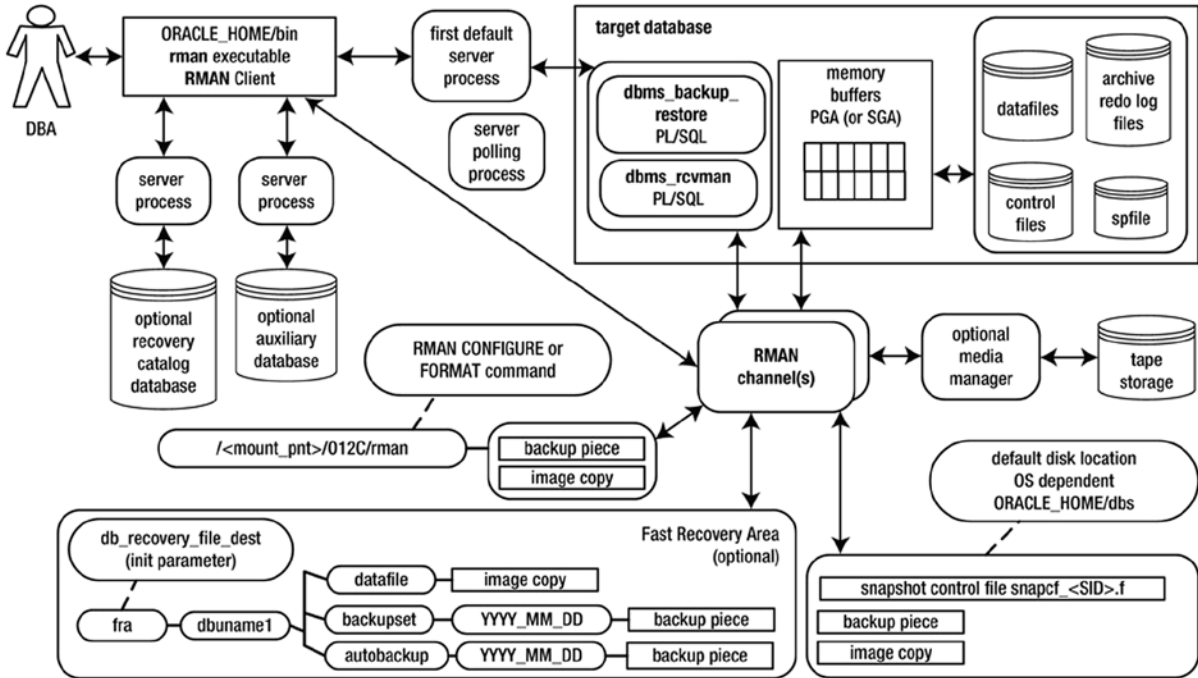 DBA
ORACLE_HOME/bin
rman executable
RMAN Client
first default
server
process
server
polling
process
server
process
server
process
optional
recovery
catalog
database
optional
auxiliary
database
target database
dbms_backup_
restore
PL/SQL
dbms_rcvman
PL/SQL
memory
buffers
PGA (or SGA)
datafiles
archive
redo log
files
control
files
spfile
RMAN CONFIGURE or
FORMAT command
/<mount_pnt>/O12C/rman
backup piece
image copy
RMAN
channel(s)
optional
media
manager
tape
storage
default disk location
OS dependent
ORACLE_HOME/dbs
snapshot control file snapcf_<SID>.f
backup piece
image copy
Fast Recovery Area
(optional)
db_recovery_file_dest
(init parameter)
fra
dbuname1
datafile
image copy
backupset
YYYY_MM_DD
backup piece
autobackup
YYYY_MM_DD
backup piece